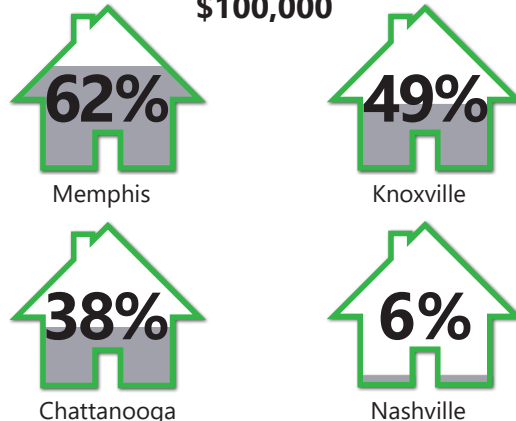 $100,000
62%
49%
Memphis
Knoxville
38%
6%
Chattanooga
Nashville